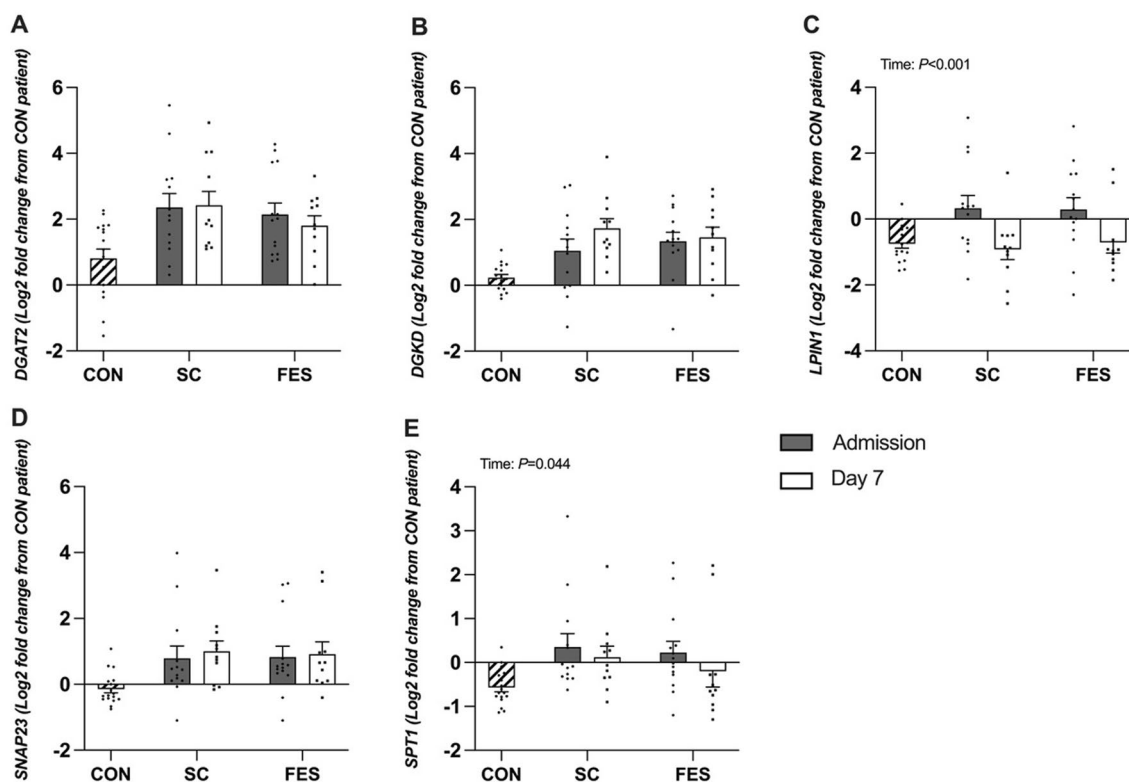 A
DGAT2 (Log2 fold change from CON patient)
6
4
2
0
-2
CON SC FES
B
DGKD (Log2 fold change from CON patient)
6
4
2
0
-2
CON SC FES
C
Time: P<0.001
LPIN1 (Log2 fold change from CON patient)
4
2
0
-2
-4
CON SC FES
D
SNAP23 (Log2 fold change from CON patient)
6
4
2
0
-2
CON SC FES
E
Time: P=0.044
SPT1 (Log2 fold change from CON patient)
4
3
2
1
0
-1
-2
CON SC FES
Admission
Day 7